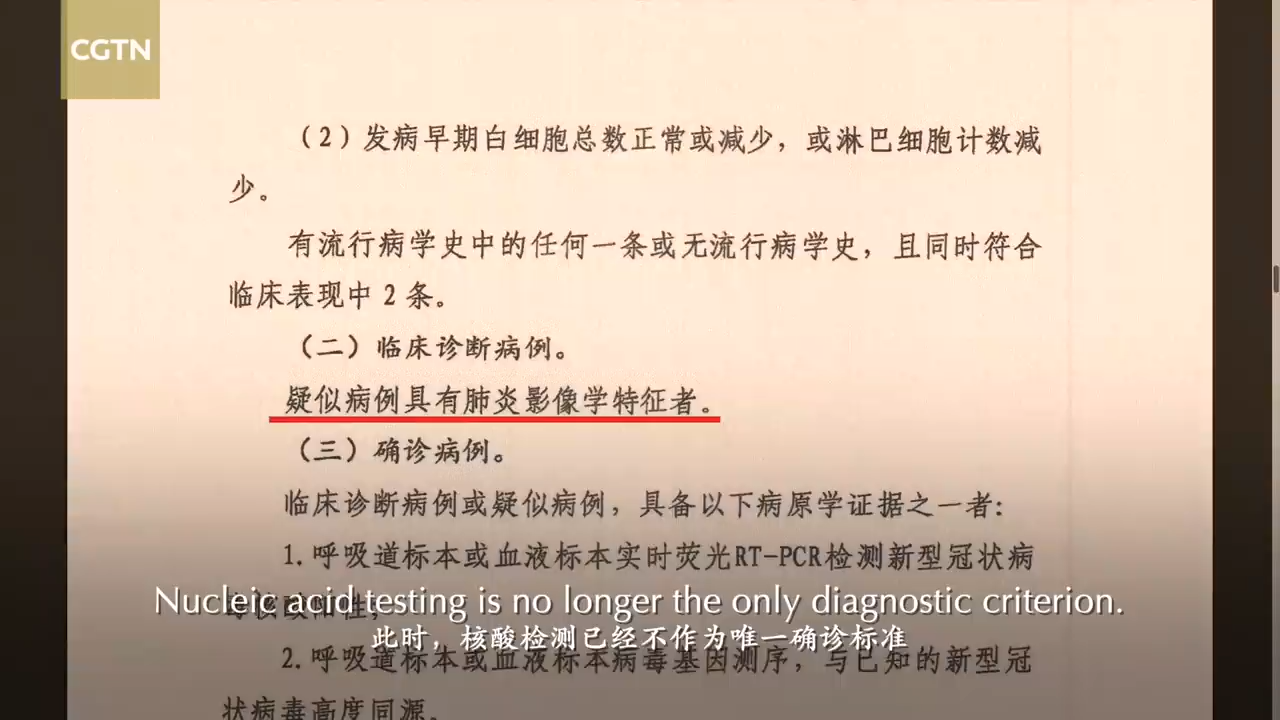 CGTN
（2）发病早期白细胞总数正常或减少，或淋巴细胞计数减
少。
有流行病学史中的任何一条或无流行病学史，且同时符合
临床表现中 2 条。
（二）临床诊断病例。
疑似病例具有肺炎影像学特征者。
（三）确诊病例。
临床诊断病例或疑似病例，具备以下病原学证据之一者：
1.呼吸道标本或血液标本实时荧光RT-PCR检测新型冠状病
毒核酸阳性；
Nucleic acid testing is no longer the only diagnostic criterion.
此时，核酸检测已经不作为唯一确诊标准
2.呼吸道标本或血液标本病毒基因测序，与已知的新型冠
状病毒高度同源。